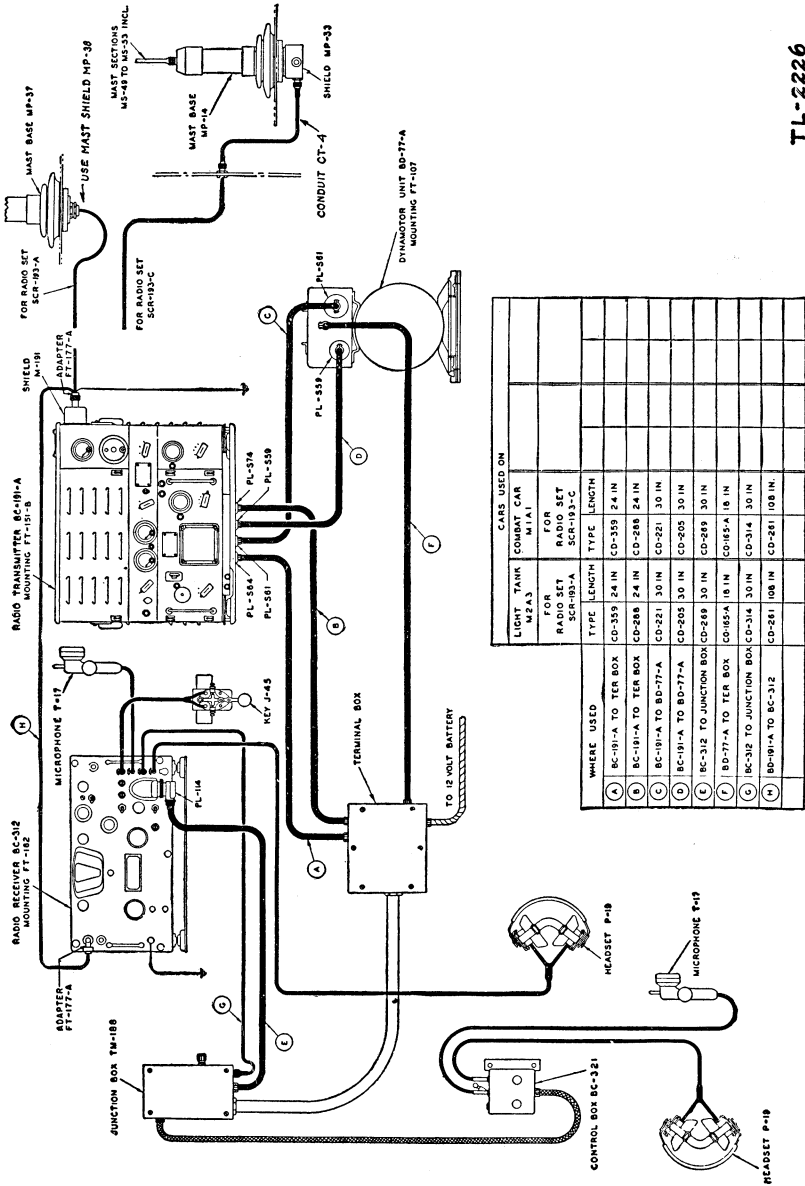 MAST BASE MP-37
USE MAST SHIELD MP-38
FOR RADIO SET
SCR-193-A
MAST SECTIONS
MS-49 TO MS-53 INCL.
MAST BASE
MP-14
SHIELD MP-33
CONDUIT CT-4
FOR RADIO SET
SCR-193-C
SHIELD
M-191
ADAPTER
FT-177-A
RADIO TRANSMITTER BC-191-A
MOUNTING FT-151-B
PL-S74
PL-S59
PL-S64
PL-S61
DYNAMOTOR UNIT BD-77-A
MOUNTING FT-107
PL-S61
PL-S59
C
D
F
B
H
MICROPHONE T-17
KEY J-45
RADIO RECEIVER BC-312
MOUNTING FT-162
PL-114
ADAPTER
FT-177-A
TERMINAL BOX
TO 12 VOLT BATTERY
A
G
E
JUNCTION BOX TM-188
HEADSET P-19
MICROPHONE T-17
CONTROL BOX BC-321
HEADSET P-19
CARS USED ON
LIGHT TANK M2A3 COMBAT CAR M1A1
FOR RADIO SET SCR-193-A FOR RADIO SET SCR-193-C
WHERE USED TYPE LENGTH TYPE LENGTH
A BC-191-A TO TER BOX CD-359 24 IN CD-359 24 IN
B BC-191-A TO TER BOX CD-288 24 IN CD-288 24 IN
C BC-191-A TO BD-77-A CD-221 30 IN CD-221 30 IN
D BC-191-A TO BD-77-A CD-205 30 IN CD-205 30 IN
E BC-312 TO JUNCTION BOX CD-269 30 IN CD-269 30 IN
F BD-77-A TO TER BOX CO-165-A 18 IN CO-165-A 18 IN
G BC-312 TO JUNCTION BOX CD-314 30 IN CD-314 30 IN
H BD-191-A TO BC-312 CD-261 108 IN CD-261 108 IN.
TL-2226